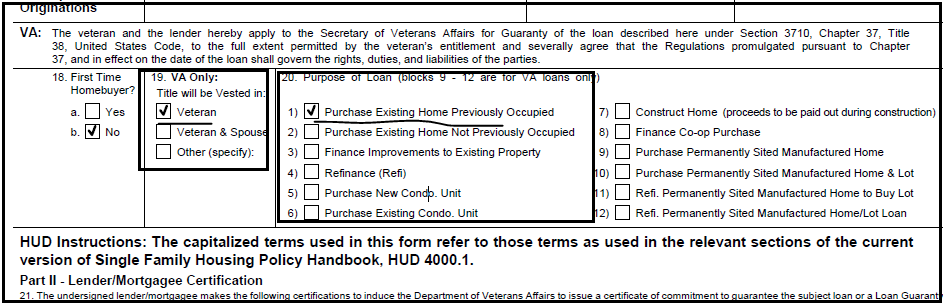 Originations
VA: The veteran and the lender hereby apply to the Secretary of Veterans Affairs for Guaranty of the loan described here under Section 3710, Chapter 37, Title
38, United States Code, to the full extent permitted by the veteran's entitlement and severally agree that the Regulations promulgated pursuant to Chapter
37, and in effect on the date of the loan shall govern the rights, duties, and liabilities of the parties.
18. First Time
Homebuyer?
a. Yes
b. ✓ No
19. VA Only:
Title will be Vested in:
✓ Veteran
Veteran & Spouse
Other (specify):
20. Purpose of Loan (blocks 9 - 12 are for VA loans only)
1) ✓ Purchase Existing Home Previously Occupied
2) Purchase Existing Home Not Previously Occupied
3) Finance Improvements to Existing Property
4) Refinance (Refi)
5) Purchase New Condo. Unit
6) Purchase Existing Condo. Unit
7) Construct Home (proceeds to be paid out during construction)
8) Finance Co-op Purchase
9) Purchase Permanently Sited Manufactured Home
10) Purchase Permanently Sited Manufactured Home & Lot
11) Refi. Permanently Sited Manufactured Home to Buy Lot
12) Refi. Permanently Sited Manufactured Home/Lot Loan
HUD Instructions: The capitalized terms used in this form refer to those terms as used in the relevant sections of the current
version of Single Family Housing Policy Handbook, HUD 4000.1.
Part II - Lender/Mortgagee Certification
21. The undersigned lender/mortgagee makes the following certifications to induce the Department of Veterans Affairs to issue a certificate of commitment to guarantee the subject loan or a Loan Guarant